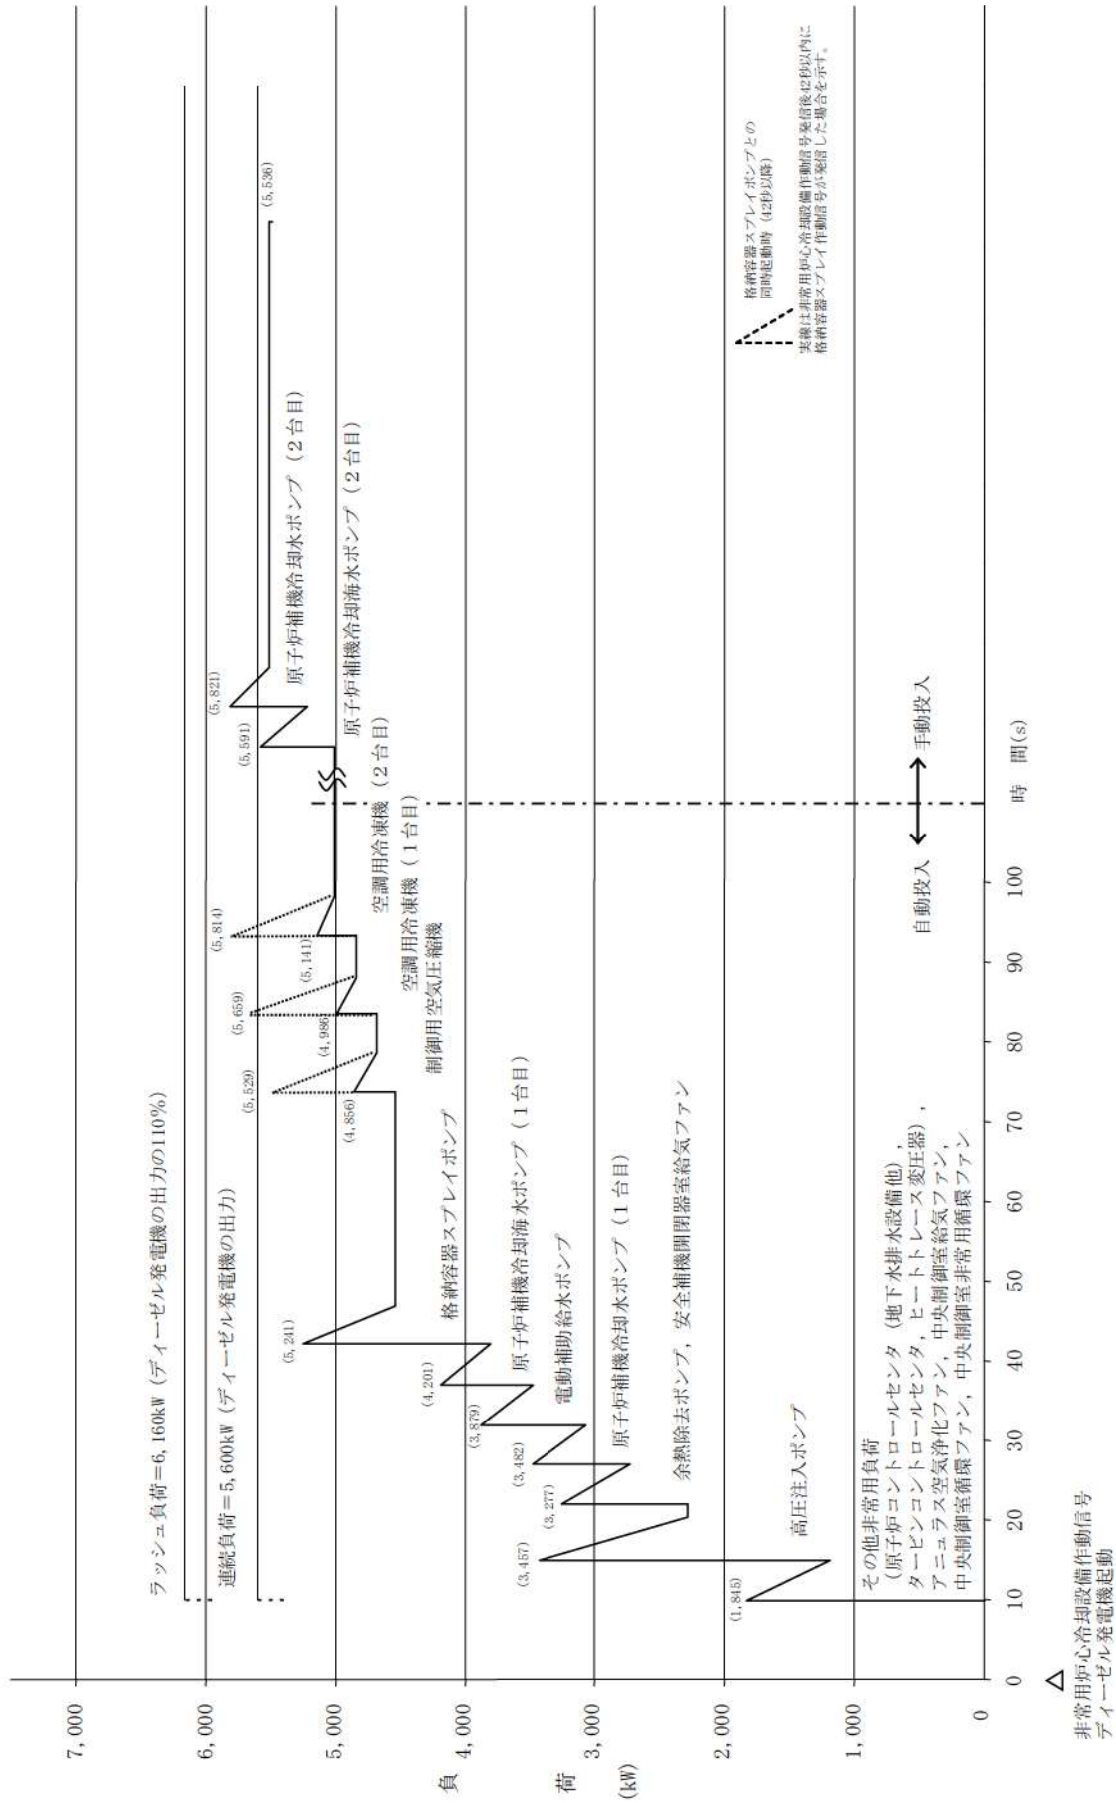 7,000
6,000
5,000
4,000
3,000
2,000
1,000
0
負
荷
(kW)
ラッシュ負荷＝6,160kW（ディーゼル発電機の出力の110%）
連続負荷＝5,600kW（ディーゼル発電機の出力）
(1,845)
(3,457)
(3,277)
(3,482)
(3,879)
(4,201)
(5,241)
(4,856)
(5,529)
(4,986)
(5,659)
(5,141)
(5,814)
(5,591)
(5,821)
(5,536)
その他非常用負荷
（原子炉コントロールセンタ（地下水排水設備他），
タービンコントロールセンタ，ヒートトレース変圧器），
アニュラス空気浄化ファン，中央制御室給気ファン，
中央制御室循環ファン，中央制御室非常用循環ファン
高圧注入ポンプ
余熱除去ポンプ，安全補機開閉器室給気ファン
原子炉補機冷却水ポンプ（１台目）
電動補助給水ポンプ
原子炉補機冷却海水ポンプ（１台目）
格納容器スプレイポンプ
制御用空気圧縮機
空調用冷凍機（１台目）
空調用冷凍機（２台目）
原子炉補機冷却海水ポンプ（２台目）
原子炉補機冷却水ポンプ（２台目）
格納容器スプレイポンプとの
同時起動時（42秒以降）
実線は非常用炉心冷却設備作動信号発信後42秒以内に
格納容器スプレイ作動信号が発信した場合を示す。
自動投入
手動投入
0
10
20
30
40
50
60
70
80
90
100
時 間(s)
非常用炉心冷却設備作動信号
ディーゼル発電機起動